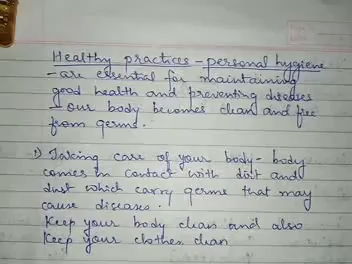 Healthy practices - personal hygiene
- are essential for maintaining
good health and preventing diseases
- our body becomes clean and free
from germs.
1) Taking care of your body - body
comes in contact with dirt and
dust which carry germs that may
cause diseases.
Keep your body clean and also
Keep your clothes clean